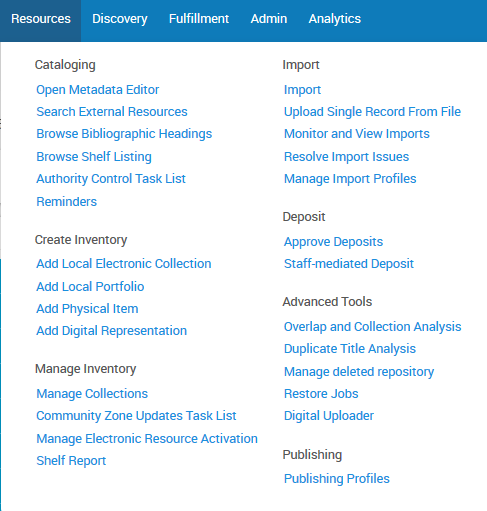 Resources Discovery Fulfillment Admin Analytics
Cataloging
Open Metadata Editor
Search External Resources
Browse Bibliographic Headings
Browse Shelf Listing
Authority Control Task List
Reminders
Create Inventory
Add Local Electronic Collection
Add Local Portfolio
Add Physical Item
Add Digital Representation
Manage Inventory
Manage Collections
Community Zone Updates Task List
Manage Electronic Resource Activation
Shelf Report
Import
Import
Upload Single Record From File
Monitor and View Imports
Resolve Import Issues
Manage Import Profiles
Deposit
Approve Deposits
Staff-mediated Deposit
Advanced Tools
Overlap and Collection Analysis
Duplicate Title Analysis
Manage deleted repository
Restore Jobs
Digital Uploader
Publishing
Publishing Profiles